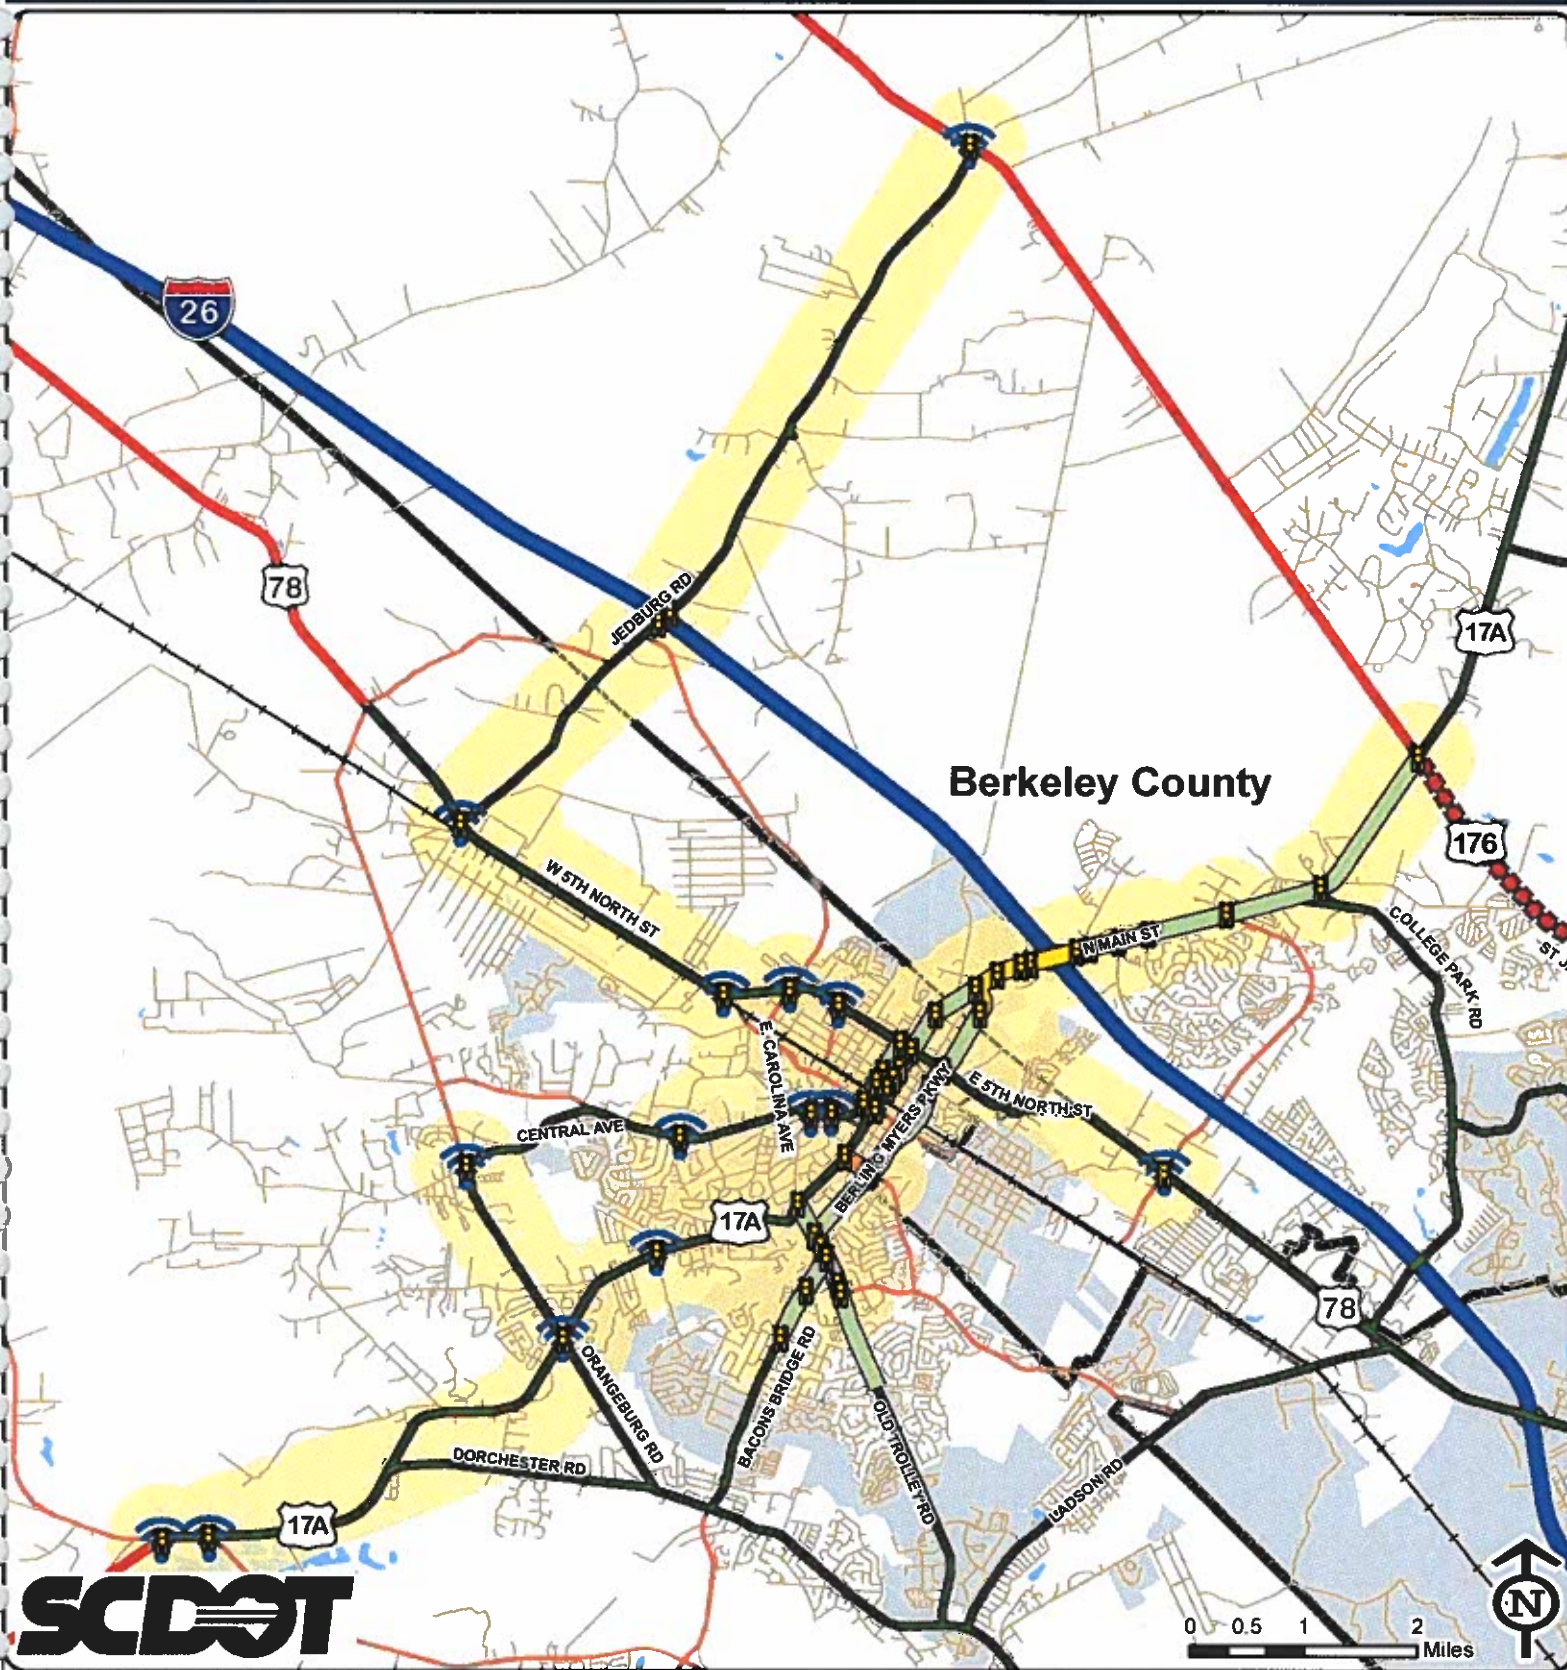 26
78
JEDBURG RD
17A
Berkeley County
176
W 5TH NORTH ST
N MAIN ST
COLLEGE PARK RD
E. CAROLINA AVE
E 5TH NORTH ST
CENTRAL AVE
BERLIN G MYERS PKWY
17A
78
ORANGEBURG RD
BACONS BRIDGE RD
OLD TROLLEY RD
DORCHESTER RD
LADSON RD
17A
SCDOT
N
0 0.5 1 2
Miles